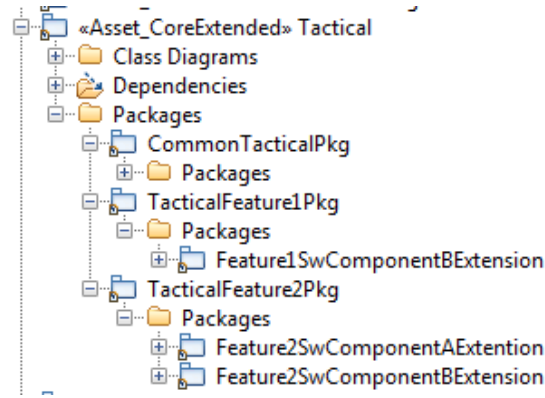 «Asset_CoreExtended» Tactical
Class Diagrams
Dependencies
Packages
CommonTacticalPkg
Packages
TacticalFeature1Pkg
Packages
Feature1SwComponentBExtension
TacticalFeature2Pkg
Packages
Feature2SwComponentAExtention
Feature2SwComponentBExtension